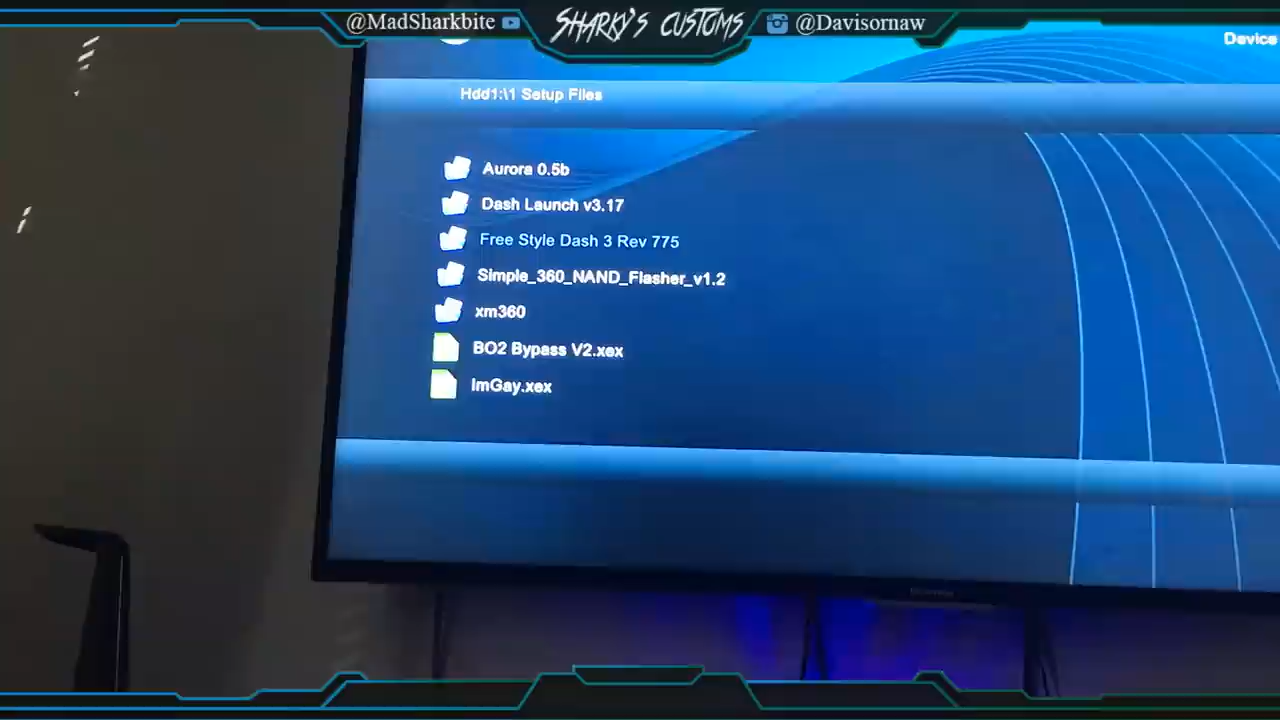 @MadSharkbite
SHARKY'S CUSTOMS
@Davisornaw
Device
Hdd1:\1 Setup Files
Aurora 0.5b
Dash Launch v3.17
Free Style Dash 3 Rev 775
Simple_360_NAND_Flasher_v1.2
xm360
BO2 Bypass V2.xex
ImGay.xex